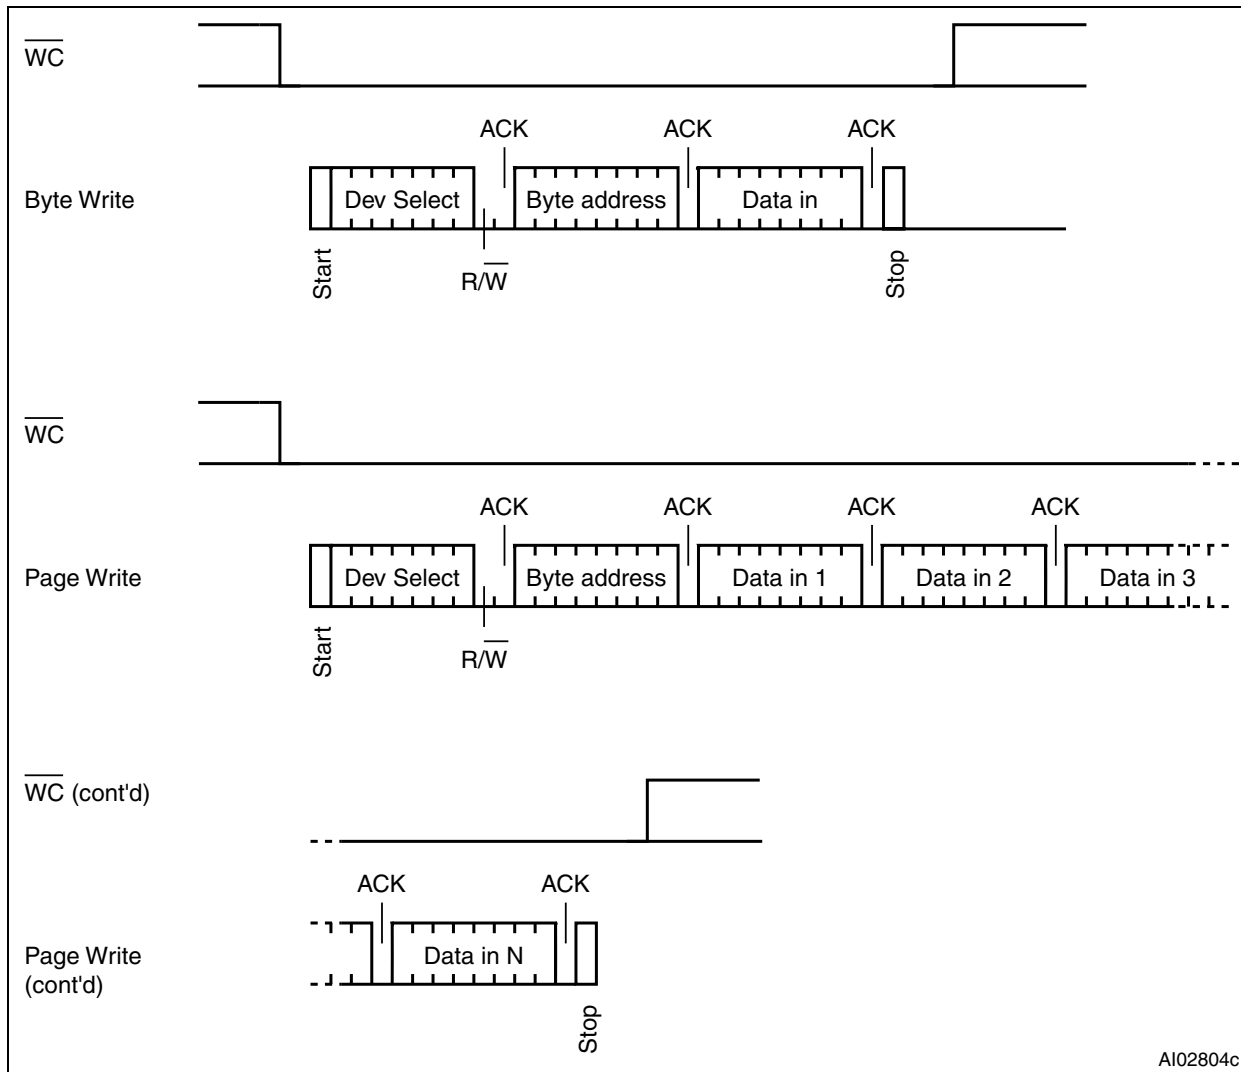 WC
ACK ACK ACK
Byte Write Dev Select Byte address Data in
Start R/W Stop
WC
ACK ACK ACK ACK
Page Write Dev Select Byte address Data in 1 Data in 2 Data in 3
Start R/W
WC (cont'd)
ACK ACK
Page Write
(cont'd)
Data in N
Stop
AI02804c